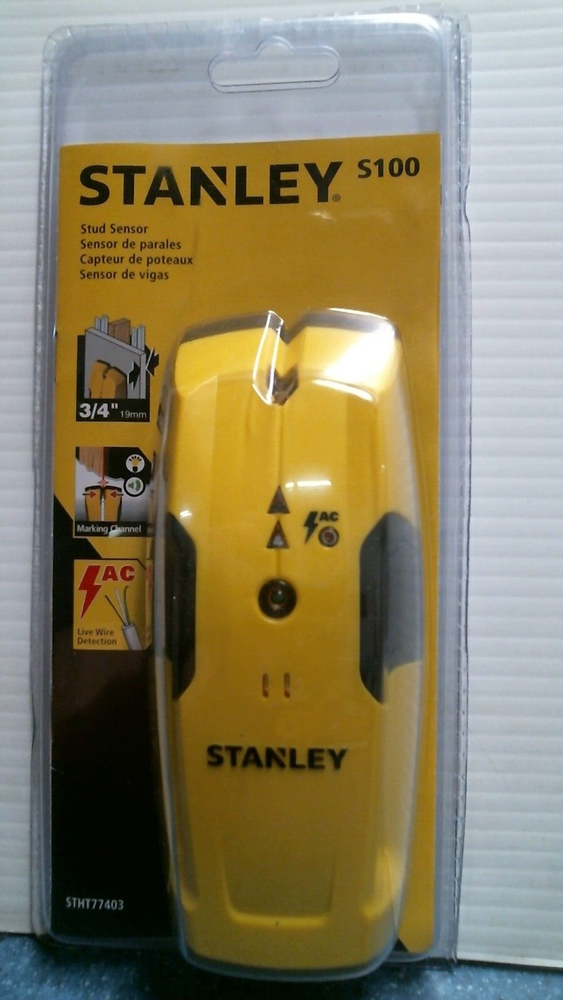 STANLEY® S100
Stud Sensor
Sensor de parales
Capteur de poteaux
Sensor de vigas
3/4" 19mm
Marking Channel
AC
Live Wire
Detection
AC
STANLEY
STHT77403